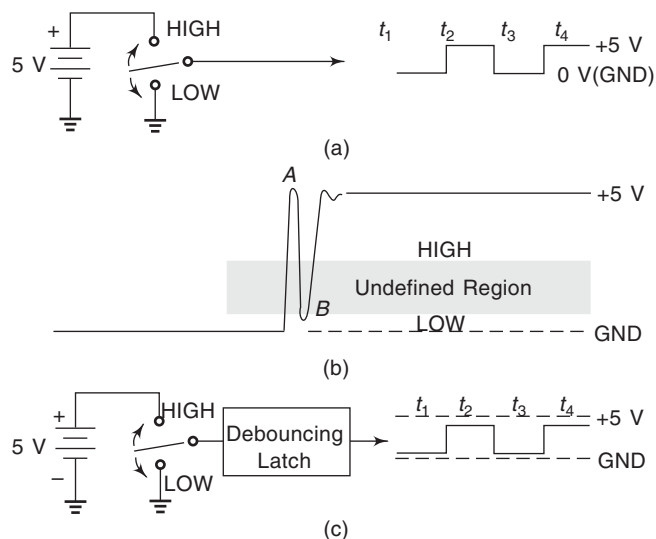 HIGH
t1 t2 t3 t4
+
5 V
+5 V
0 V(GND)
LOW
(a)
A
+5 V
HIGH
Undefined Region
B
LOW
GND
(b)
+
HIGH
t1 t2 t3 t4
+5 V
5 V
Debouncing
Latch
GND
–
LOW
(c)